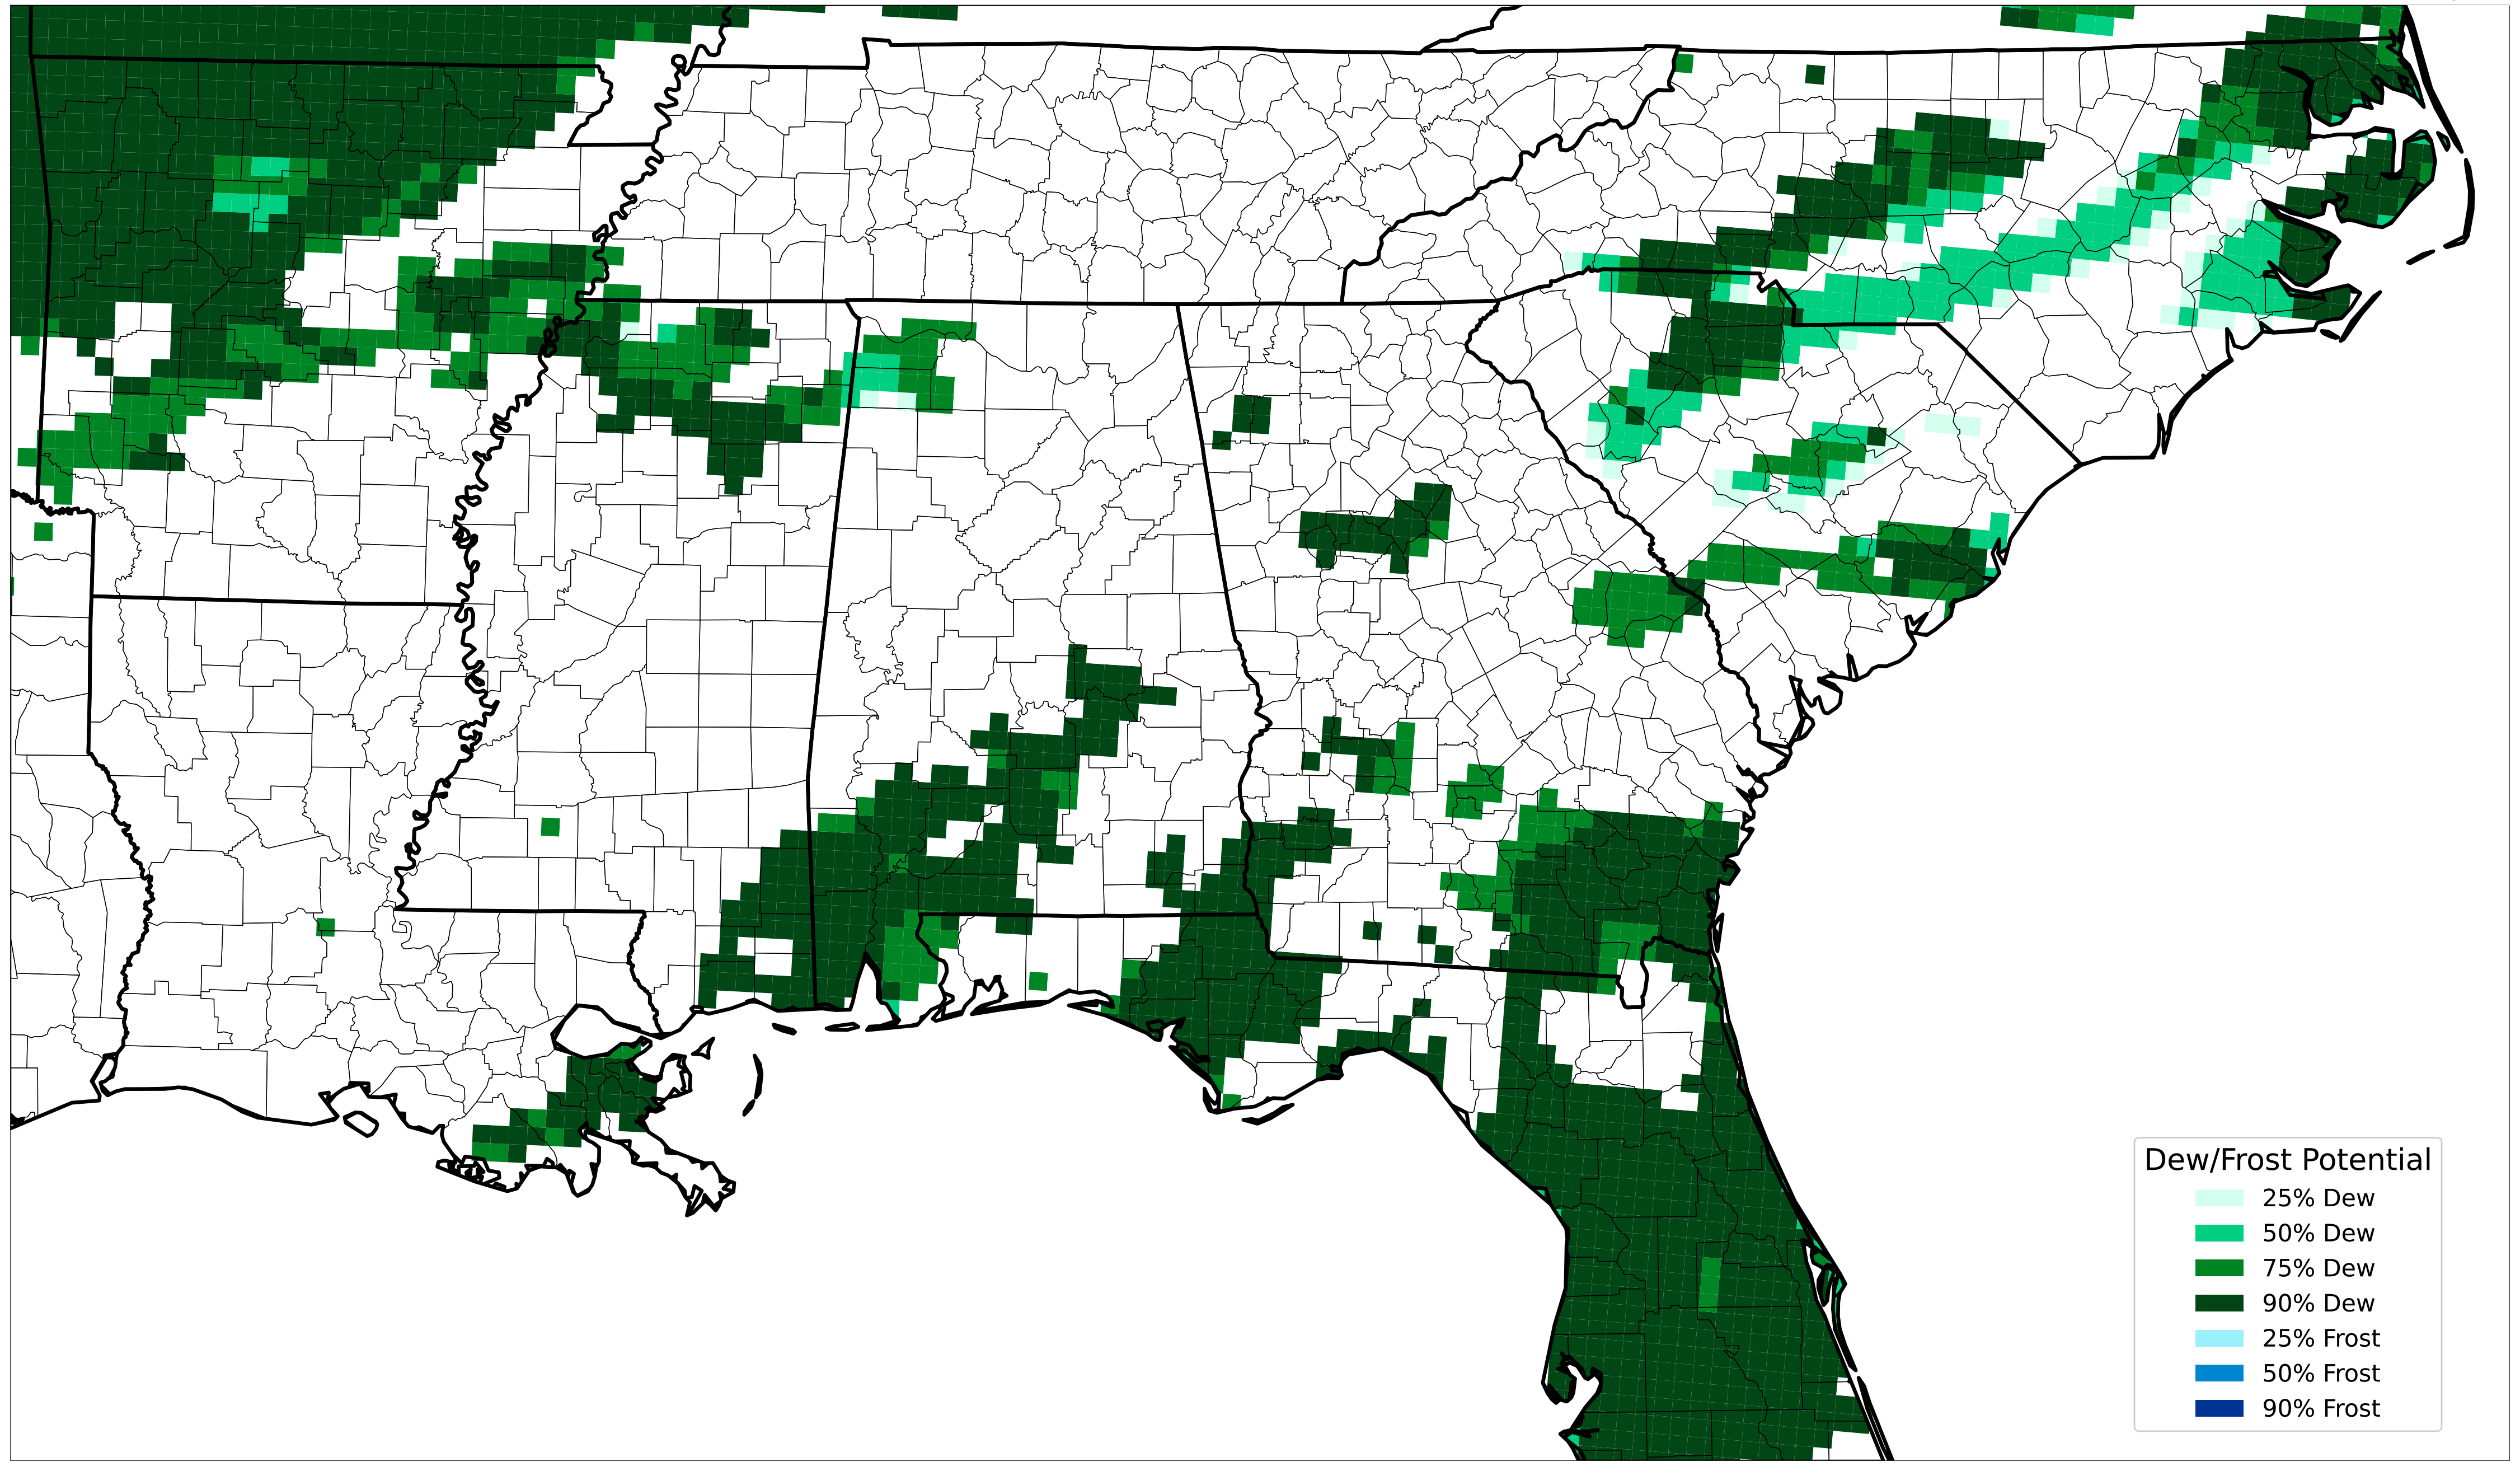 Dew/Frost Potential
25% Dew
50% Dew
75% Dew
90% Dew
25% Frost
50% Frost
90% Frost